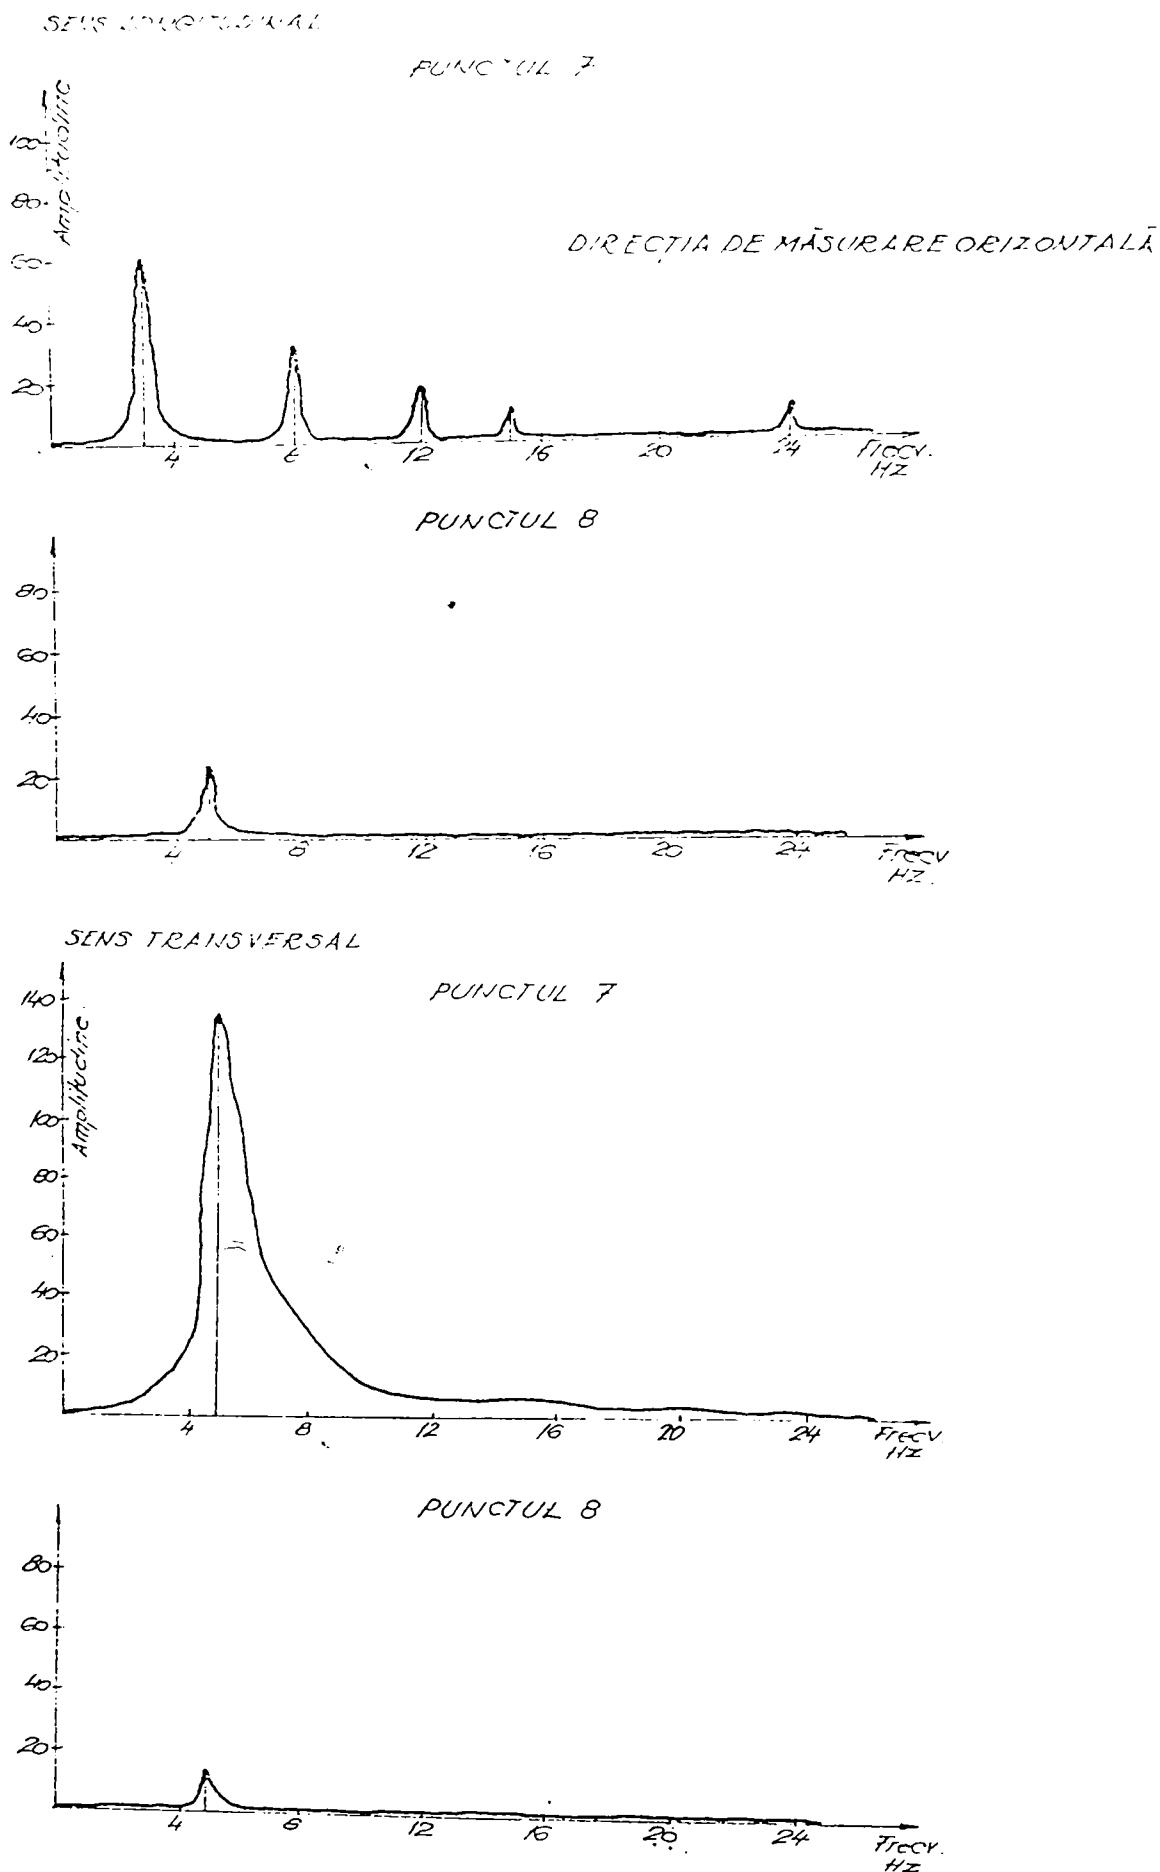 SENS LONGITUDINAL
PUNCTUL 7
Amplitudine
100
80
60
40
20
DIRECȚIA DE MĂSURARE ORIZONTALĂ
4 8 12 16 20 24 Frecv.
HZ
PUNCTUL 8
80
60
40
20
4 8 12 16 20 24 Frecv
HZ.
SENS TRANSVERSAL
PUNCTUL 7
Amplitudine
140
120
100
80
60
40
20
4 8 12 16 20 24 Frecv.
HZ
PUNCTUL 8
80
60
40
20
4 8 12 16 20 24 Frecv.
HZ